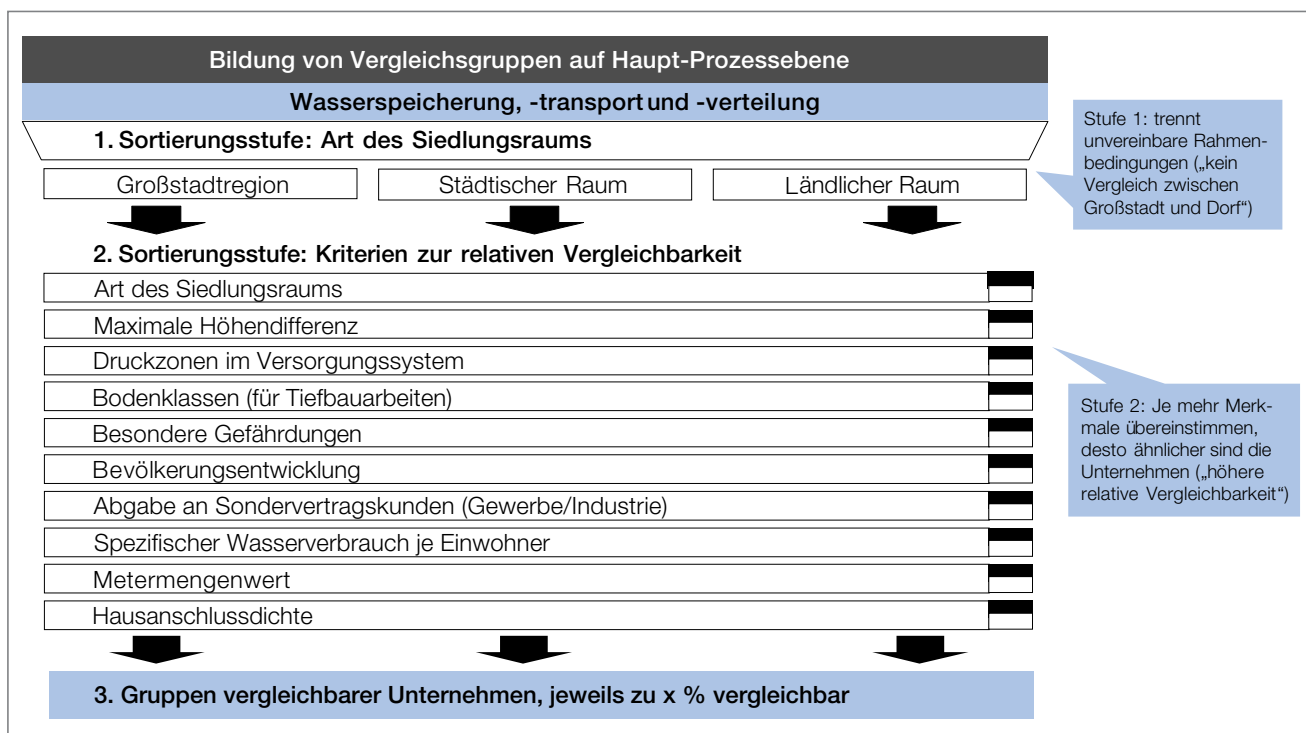 Bildung von Vergleichsgruppen auf Haupt-Prozessebene
Wasserspeicherung, -transport und -verteilung
1. Sortierungsstufe: Art des Siedlungsraums
Großstadtregion
Städtischer Raum
Ländlicher Raum
Stufe 1: trennt
unvereinbare Rahmen-
bedingungen („kein
Vergleich zwischen
Großstadt und Dorf“)
2. Sortierungsstufe: Kriterien zur relativen Vergleichbarkeit
Art des Siedlungsraums
Maximale Höhendifferenz
Druckzonen im Versorgungssystem
Bodenklassen (für Tiefbauarbeiten)
Besondere Gefährdungen
Bevölkerungsentwicklung
Abgabe an Sondervertragskunden (Gewerbe/Industrie)
Spezifischer Wasserverbrauch je Einwohner
Metermengenwert
Hausanschlussdichte
Stufe 2: Je mehr Merk-
male übereinstimmen,
desto ähnlicher sind die
Unternehmen („höhere
relative Vergleichbarkeit“)
3. Gruppen vergleichbarer Unternehmen, jeweils zu x % vergleichbar